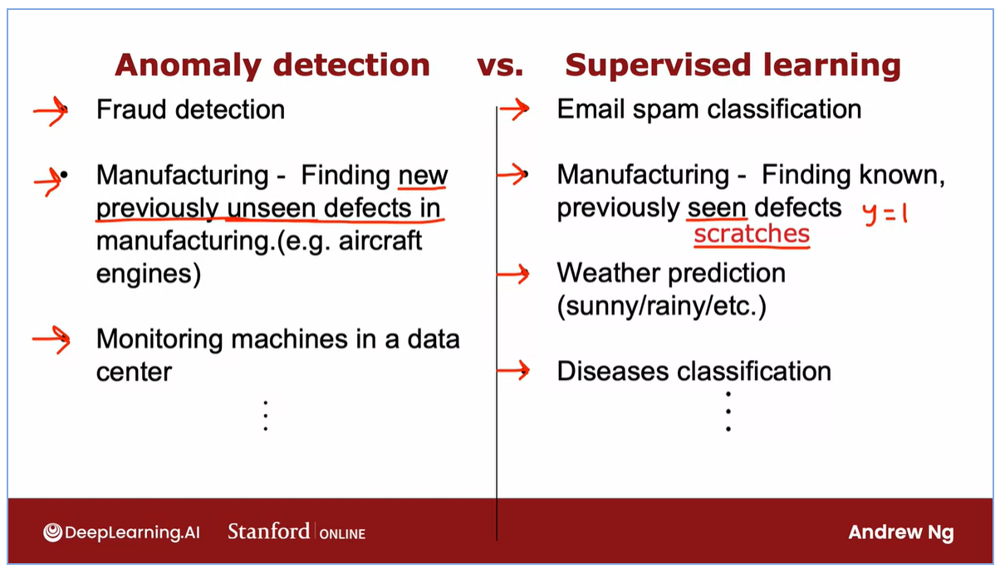 Anomaly detection vs. Supervised learning
Fraud detection
Manufacturing - Finding new
previously unseen defects in
manufacturing.(e.g. aircraft
engines)
Monitoring machines in a data
center
Email spam classification
Manufacturing - Finding known,
previously seen defects y=1
scratches
Weather prediction
(sunny/rainy/etc.)
Diseases classification
DeepLearning.AI Stanford ONLINE Andrew Ng